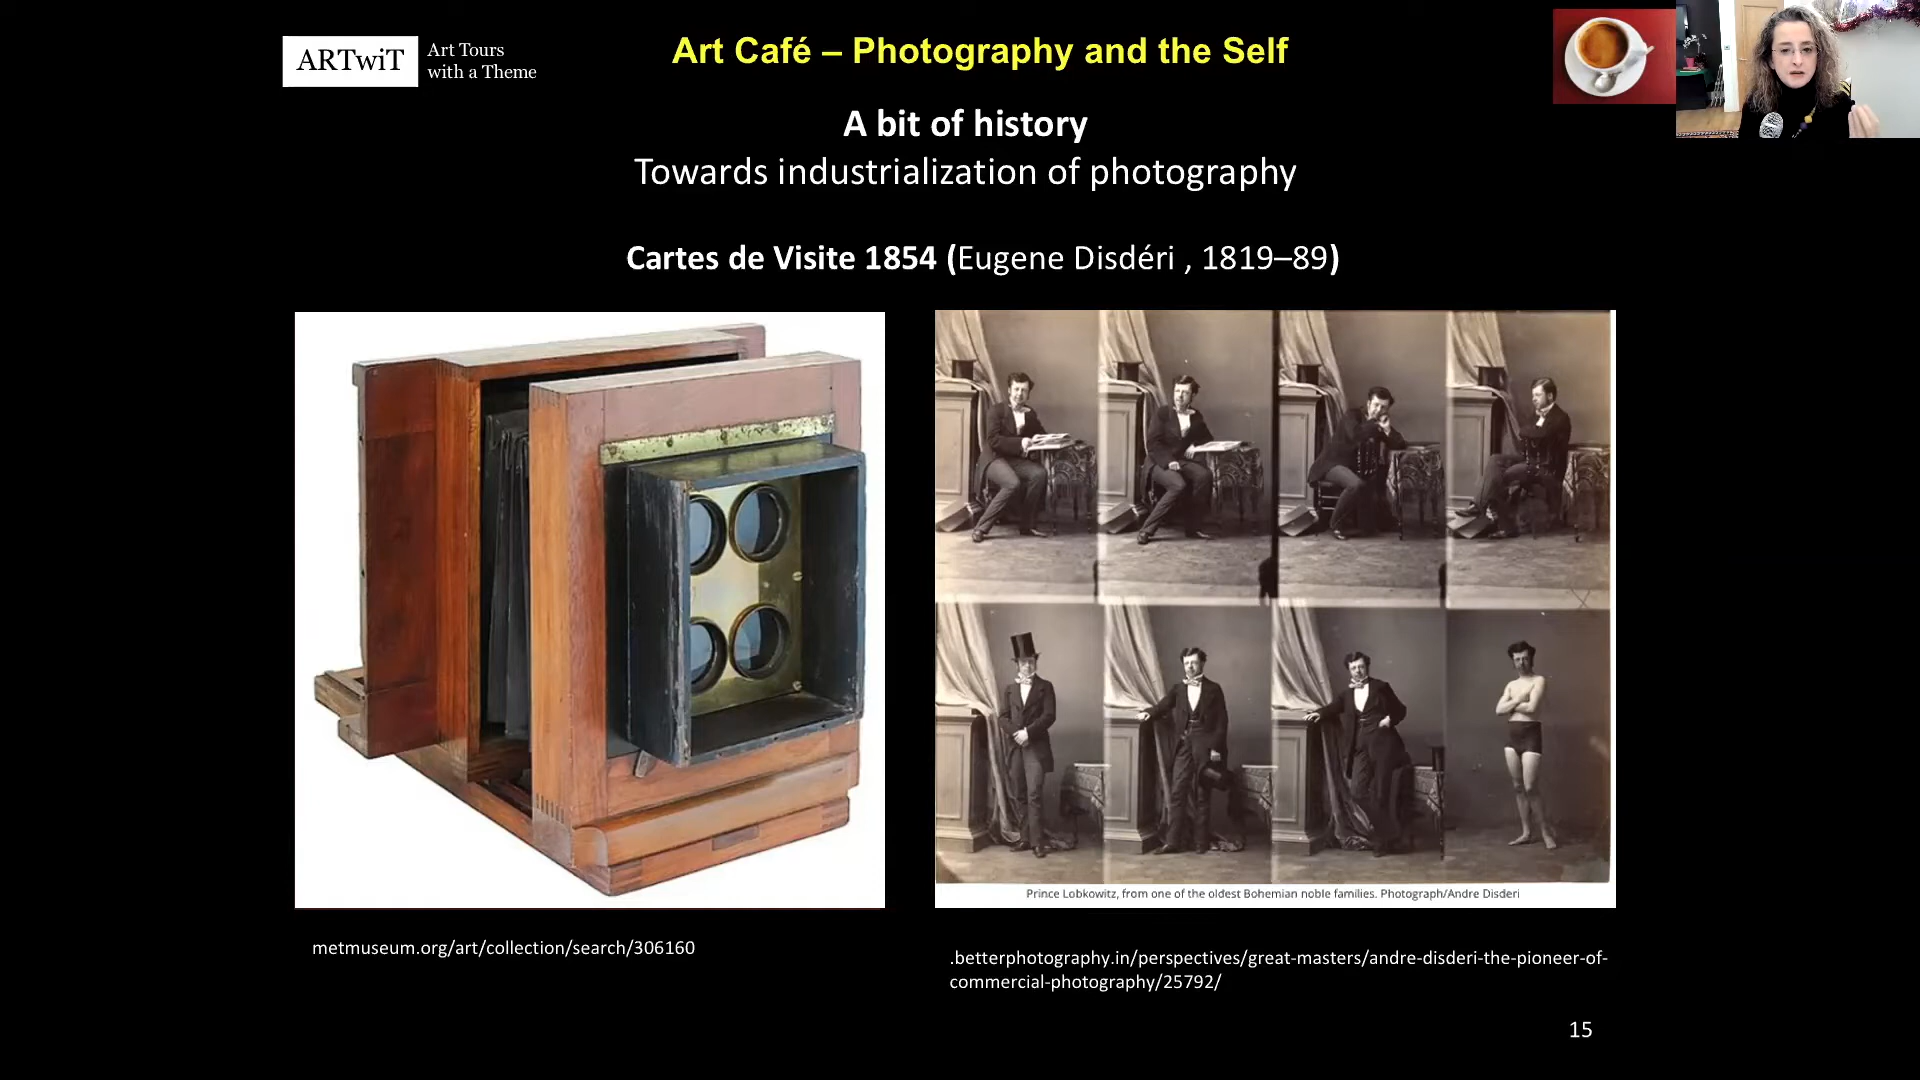 ARTwiT
Art Tours
with a Theme
Art Café – Photography and the Self
A bit of history
Towards industrialization of photography
Cartes de Visite 1854 (Eugene Disdéri , 1819–89)
Prince Lobkowitz, from one of the oldest Bohemian noble families. Photograph/Andre Disderi
metmuseum.org/art/collection/search/306160
.betterphotography.in/perspectives/great-masters/andre-disderi-the-pioneer-of-
commercial-photography/25792/
15